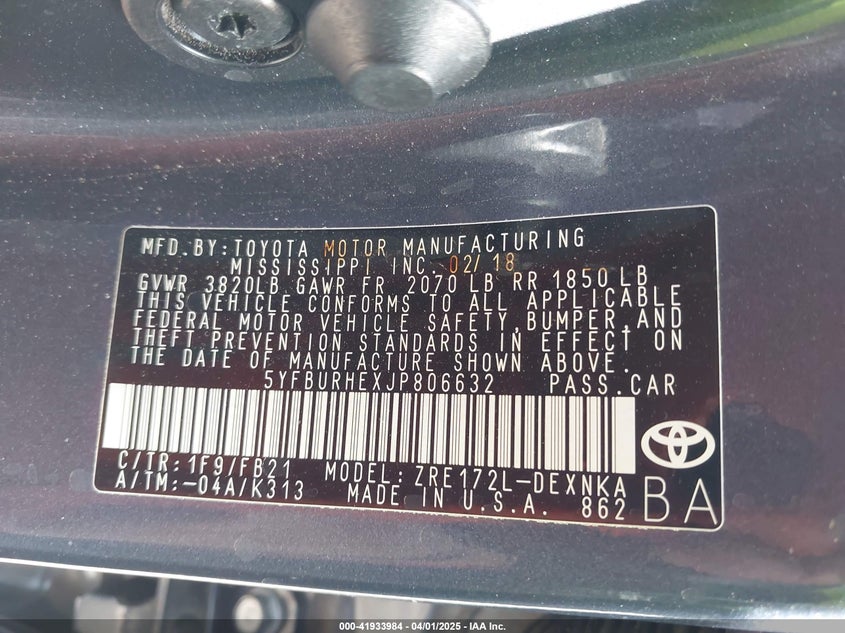 MFD. BY: TOYOTA MOTOR MANUFACTURING
MISSISSIPPI INC. 02/18
GVWR 3820LB GAWR FR 2070 LB RR 1850 LB
THIS VEHICLE CONFORMS TO ALL APPLICABLE
FEDERAL MOTOR VEHICLE SAFETY, BUMPER, AND
THEFT PREVENTION STANDARDS IN EFFECT ON
THE DATE OF MANUFACTURE SHOWN ABOVE.
5YFBURHEXJP806632 PASS.CAR
C/TR: 1F9/FB21 MODEL: ZRE172L-DEXNKA
A/TM: -04A/K313 MADE IN U.S.A. 862 BA
000-41933984 - 04/01/2025 - IAA Inc.